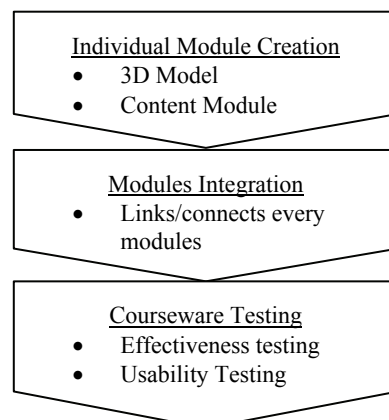 Individual Module Creation
• 3D Model
• Content Module
Modules Integration
• Links/connects every
modules
Courseware Testing
• Effectiveness testing
• Usability Testing